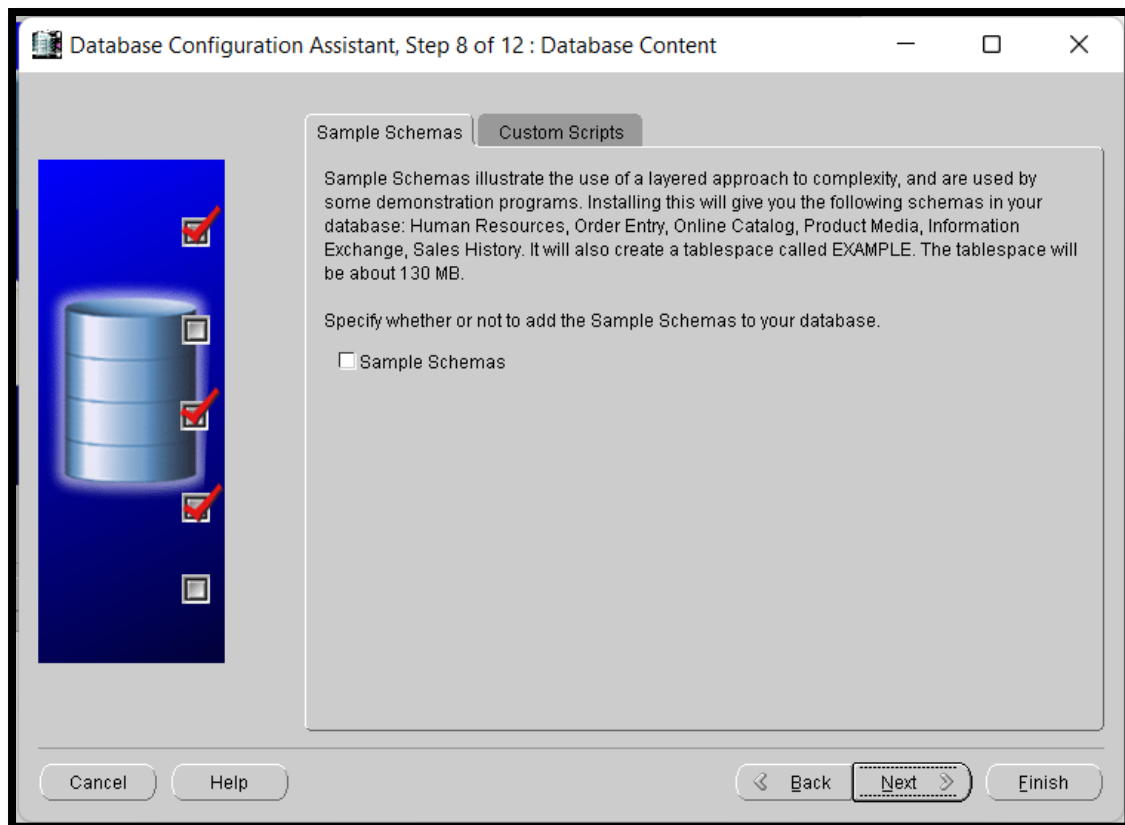 Database Configuration Assistant, Step 8 of 12 : Database Content
Sample Schemas
Custom Scripts
Sample Schemas illustrate the use of a layered approach to complexity, and are used by
some demonstration programs. Installing this will give you the following schemas in your
database: Human Resources, Order Entry, Online Catalog, Product Media, Information
Exchange, Sales History. It will also create a tablespace called EXAMPLE. The tablespace will
be about 130 MB.
Specify whether or not to add the Sample Schemas to your database.
Sample Schemas
Cancel
Help
Back
Next
Finish